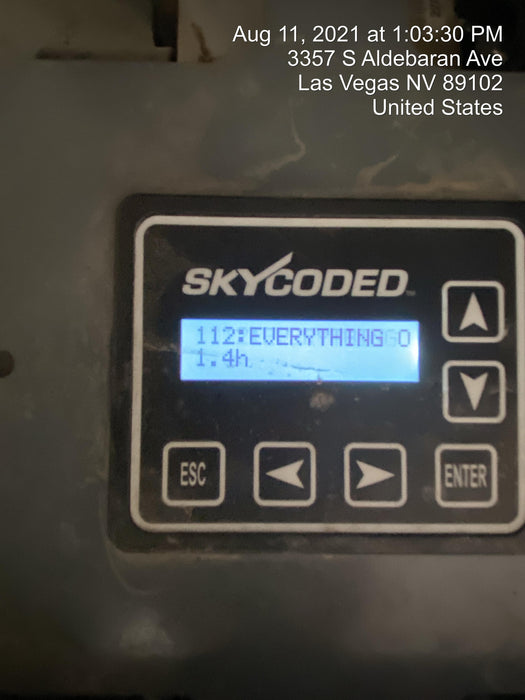 Aug 11, 2021 at 1:03:30 PM
3357 S Aldebaran Ave
Las Vegas NV 89102
United States
SKYCODED
112:EVERYTHINGGO
1.4h
ESC
ENTER